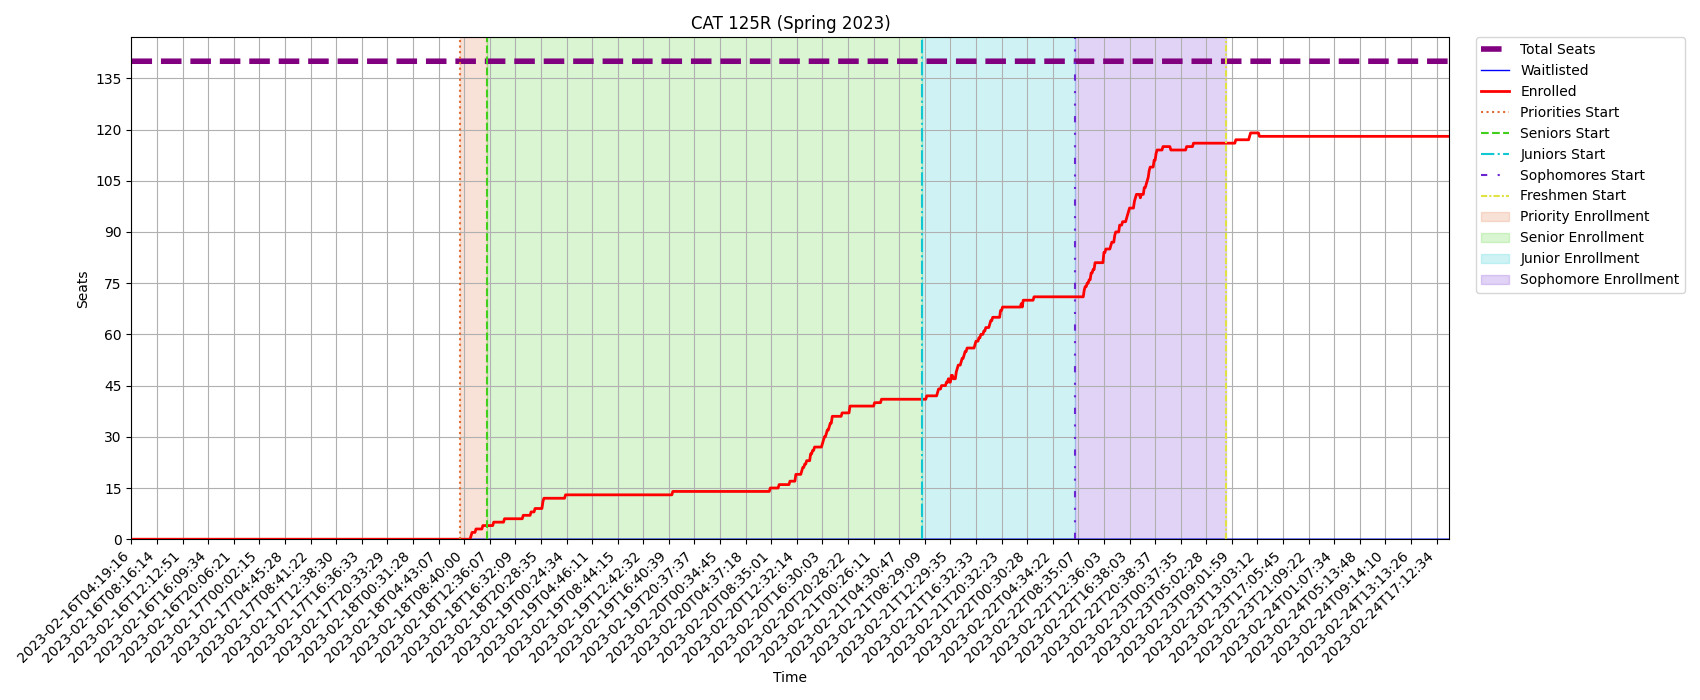 CAT 125R (Spring 2023)
Total Seats
Waitlisted
Enrolled
Priorities Start
Seniors Start
Juniors Start
Sophomores Start
Freshmen Start
Priority Enrollment
Senior Enrollment
Junior Enrollment
Sophomore Enrollment
Seats
135
120
105
90
75
60
45
30
15
0
2023-02-16T04:19:16
2023-02-16T08:16:14
2023-02-16T12:12:51
2023-02-16T16:09:34
2023-02-16T20:06:21
2023-02-17T00:02:15
2023-02-17T04:45:28
2023-02-17T08:41:22
2023-02-17T12:38:30
2023-02-17T16:36:33
2023-02-17T20:33:29
2023-02-18T00:31:28
2023-02-18T04:43:07
2023-02-18T08:40:00
2023-02-18T12:36:07
2023-02-18T16:32:09
2023-02-18T20:28:35
2023-02-19T00:24:34
2023-02-19T04:46:11
2023-02-19T08:44:15
2023-02-19T12:42:32
2023-02-19T16:40:39
2023-02-19T20:37:37
2023-02-20T00:34:45
2023-02-20T04:37:18
2023-02-20T08:35:01
2023-02-20T12:32:14
2023-02-20T16:30:03
2023-02-20T20:28:22
2023-02-21T00:26:11
2023-02-21T04:30:47
2023-02-21T08:29:09
2023-02-21T12:29:35
2023-02-21T16:32:33
2023-02-21T20:32:23
2023-02-22T00:30:28
2023-02-22T04:34:22
2023-02-22T08:35:07
2023-02-22T12:36:03
2023-02-22T16:38:03
2023-02-22T20:38:37
2023-02-23T00:37:35
2023-02-23T05:02:28
2023-02-23T09:01:59
2023-02-23T13:03:12
2023-02-23T17:05:45
2023-02-23T21:09:22
2023-02-24T01:07:34
2023-02-24T05:13:48
2023-02-24T09:14:10
2023-02-24T13:13:26
2023-02-24T17:12:34
Time